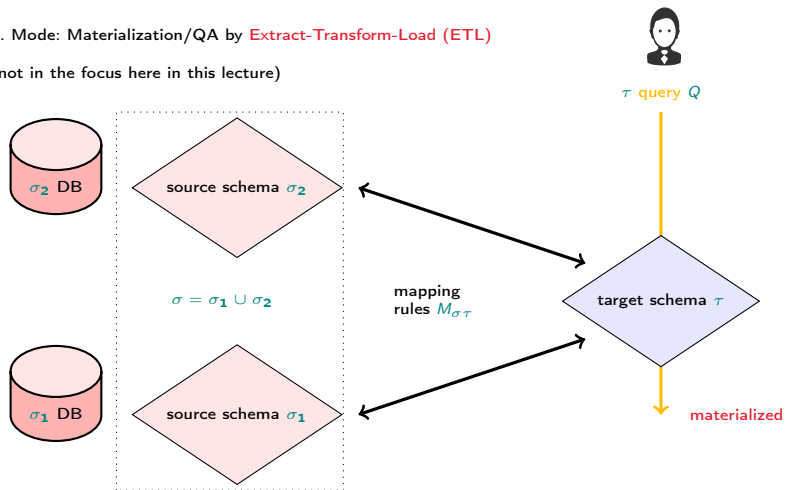 . Mode: Materialization/QA by Extract-Transform-Load (ETL)
not in the focus here in this lecture)
τ query Q
σ₂ DB
source schema σ₂
σ = σ₁ ∪ σ₂
mapping
rules M_στ
target schema τ
σ₁ DB
source schema σ₁
materialized